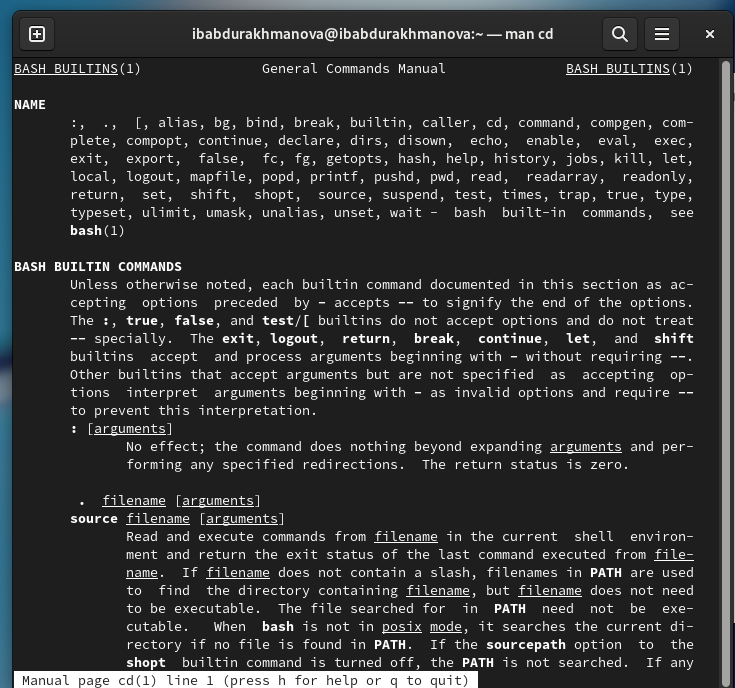 ibabdurakhmanova@ibabdurakhmanova:~ — man cd
BASH_BUILTINS(1) General Commands Manual BASH_BUILTINS(1)
NAME
:, ., [, alias, bg, bind, break, builtin, caller, cd, command, compgen, com-
plete, compopt, continue, declare, dirs, disown, echo, enable, eval, exec,
exit, export, false, fc, fg, getopts, hash, help, history, jobs, kill, let,
local, logout, mapfile, popd, printf, pushd, pwd, read, readarray, readonly,
return, set, shift, shopt, source, suspend, test, times, trap, true, type,
typeset, ulimit, umask, unalias, unset, wait - bash built-in commands, see
bash(1)
BASH BUILTIN COMMANDS
Unless otherwise noted, each builtin command documented in this section as ac-
cepting options preceded by - accepts -- to signify the end of the options.
The :, true, false, and test/[ builtins do not accept options and do not treat
-- specially. The exit, logout, return, break, continue, let, and shift
builtins accept and process arguments beginning with - without requiring --.
Other builtins that accept arguments but are not specified as accepting op-
tions interpret arguments beginning with - as invalid options and require --
to prevent this interpretation.
: [arguments]
No effect; the command does nothing beyond expanding arguments and per-
forming any specified redirections. The return status is zero.
. filename [arguments]
source filename [arguments]
Read and execute commands from filename in the current shell environ-
ment and return the exit status of the last command executed from file-
name. If filename does not contain a slash, filenames in PATH are used
to find the directory containing filename, but filename does not need
to be executable. The file searched for in PATH need not be exe-
cutable. When bash is not in posix mode, it searches the current di-
rectory if no file is found in PATH. If the sourcepath option to the
shopt builtin command is turned off, the PATH is not searched. If any
Manual page cd(1) line 1 (press h for help or q to quit)